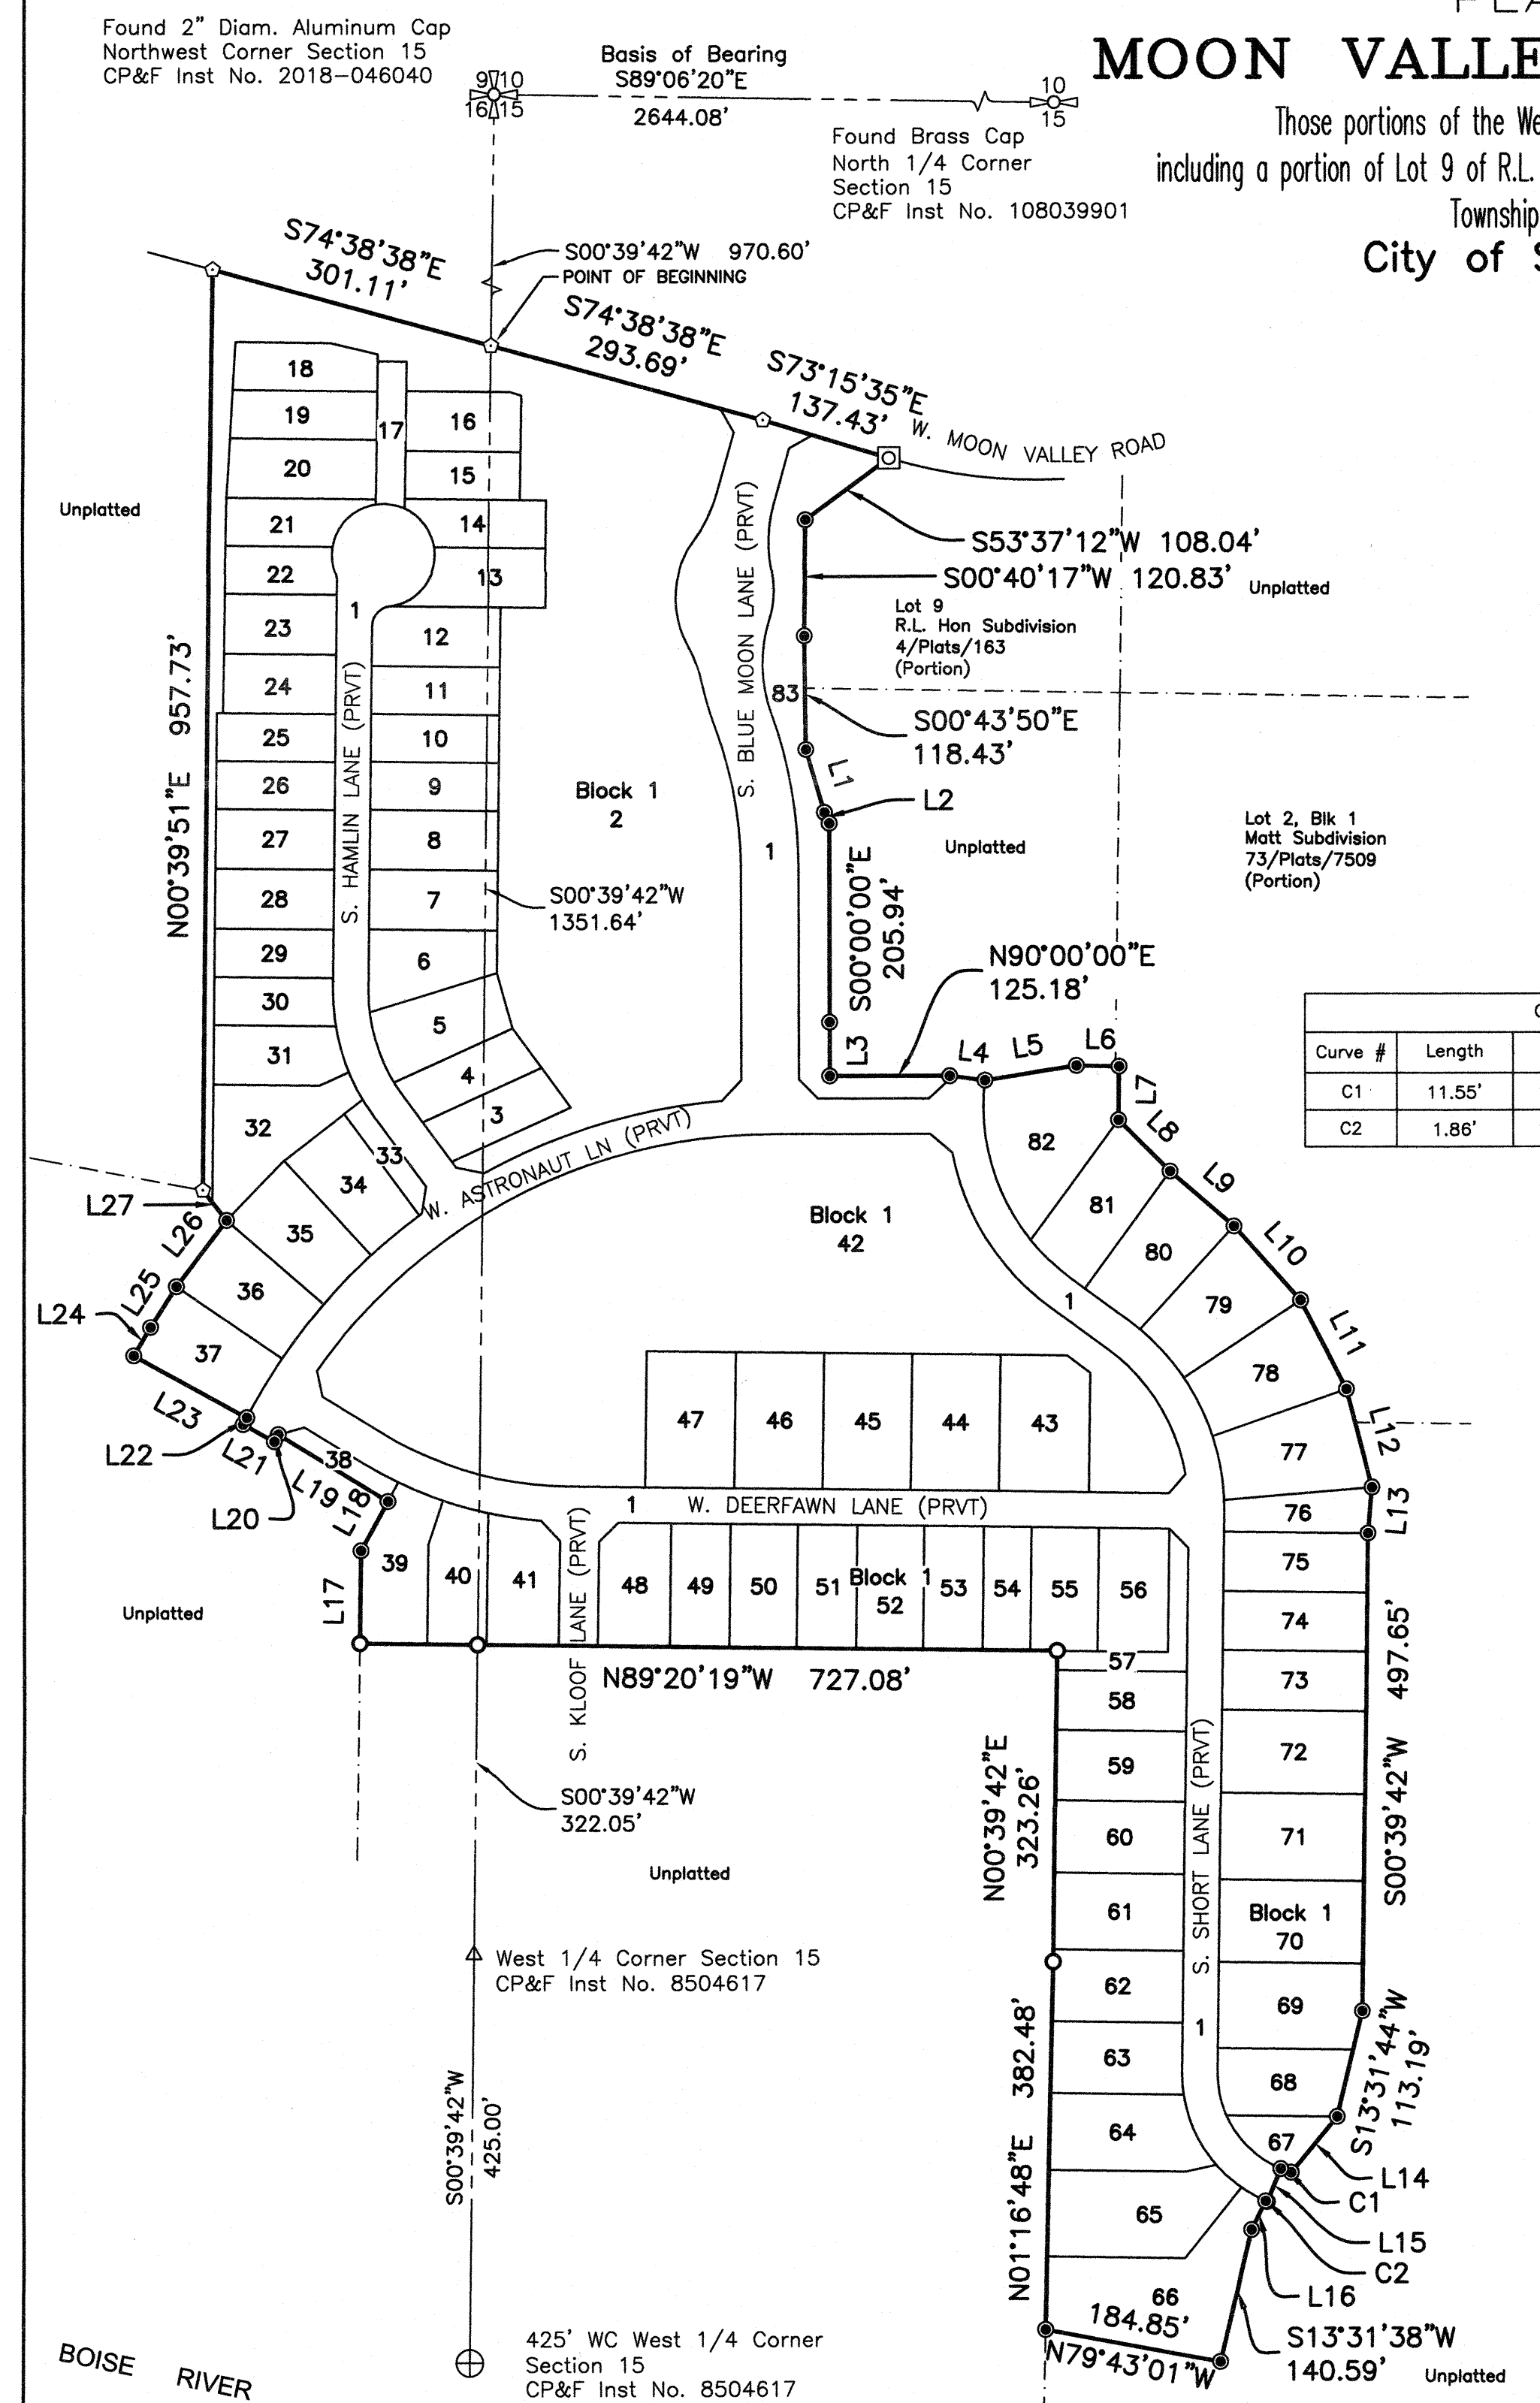 Found 2" Diam. Aluminum Cap
Northwest Corner Section 15
CP&F Inst No. 2018-046040
Basis of Bearing
S89°06'20"E
2644.08'
9 10
16 15
10
15
Found Brass Cap
North 1/4 Corner
Section 15
CP&F Inst No. 108039901
MOON VALLE
Those portions of the We
including a portion of Lot 9 of R.L.
Township
City of S
S74°38'38"E
301.11'
S00°39'42"W 970.60'
POINT OF BEGINNING
S74°38'38"E
293.69'
S73°15'35"E
137.43'
W. MOON VALLEY ROAD
18
19
17
16
20
15
Unplatted
21
14
22
13
1
23
12
24
11
25
10
26
9
27
8
28
7
29
6
30
5
31
4
3
32
33
34
35
36
37
N00°39'51"E 957.73'
S. HAMLIN LANE (PRVT)
S. BLUE MOON LANE (PRVT)
S53°37'12"W 108.04'
S00°40'17"W 120.83'
Unplatted
Lot 9
R.L. Hon Subdivision
4/Plats/163
(Portion)
83
S00°43'50"E
118.43'
L1
L2
Block 1
2
1
Unplatted
Lot 2, Blk 1
Matt Subdivision
73/Plats/7509
(Portion)
S00°39'42"W
1351.64'
S00°00'00"E
205.94'
N90°00'00"E
125.18'
L3
L4
L5
L6
L7
L8
L9
L10
L11
L12
L13
Curve #
Length
C1
11.55'
C2
1.86'
W. ASTRONAUT LN (PRVT)
L27
L26
L25
L24
L23
L22
L21
L20
L19
L18
L17
Block 1
42
82
81
80
79
78
77
76
75
74
73
72
71
Block 1
70
69
68
67
1
47
46
45
44
43
38
1
W. DEERFAWN LANE (PRVT)
39
40
41
48
49
50
51
Block 1
52
53
54
55
56
Unplatted
S. KLOOF LANE (PRVT)
N89°20'19"W 727.08'
57
58
59
60
61
62
63
64
65
66
S00°39'42"W
322.05'
N00°39'42"E
323.26'
S. SHORT LANE (PRVT)
1
S00°39'42"W 497.65'
Unplatted
West 1/4 Corner Section 15
CP&F Inst No. 8504617
S00°39'42"W
425.00'
N01°16'48"E 382.48'
S13°31'44"W
113.19'
L14
C1
L15
C2
L16
184.85'
N79°43'01"W
S13°31'38"W
140.59'
Unplatted
425' WC West 1/4 Corner
Section 15
CP&F Inst No. 8504617
BOISE RIVER